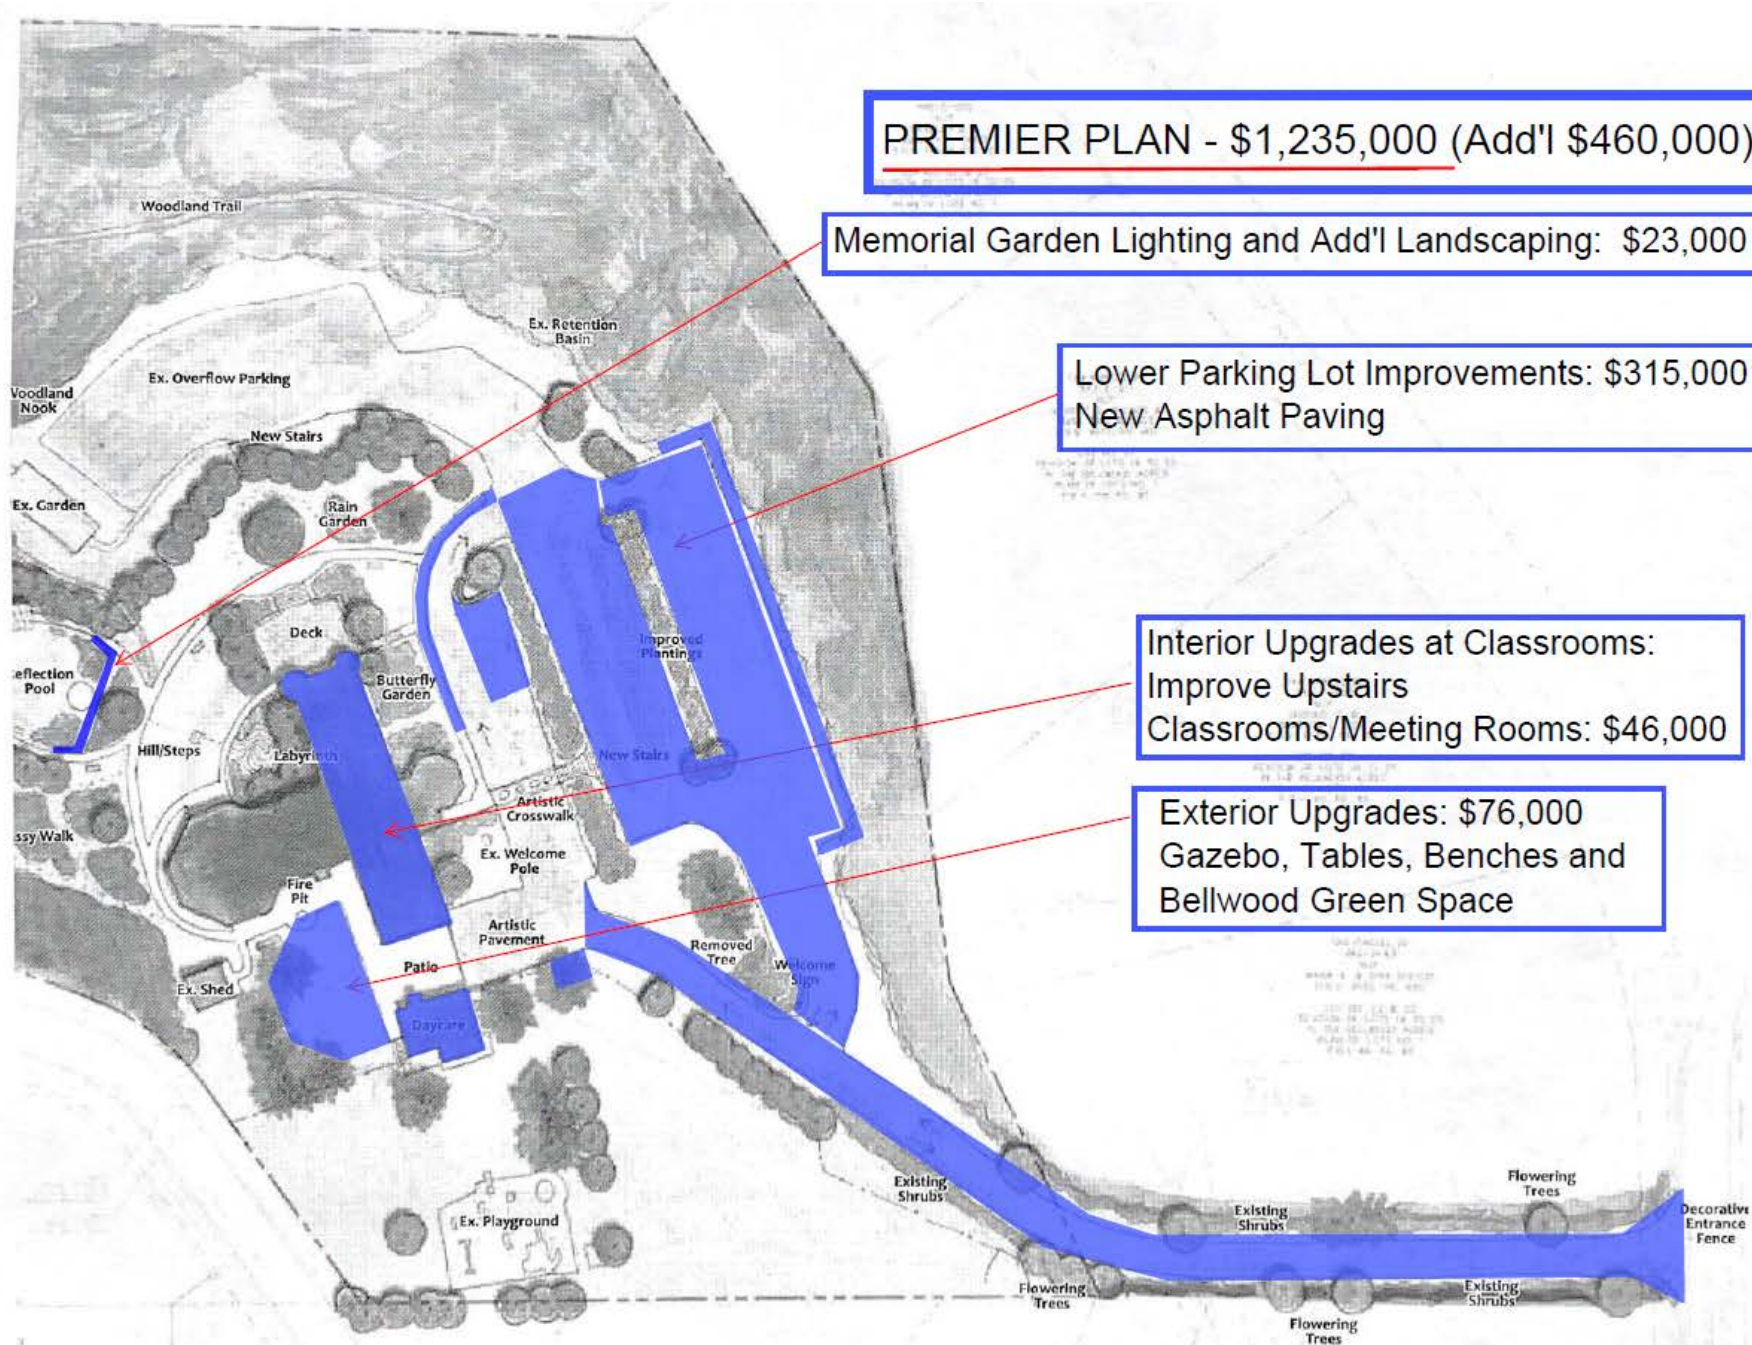 PREMIER PLAN - $1,235,000 (Add'l $460,000)
Memorial Garden Lighting and Add'l Landscaping: $23,000
Lower Parking Lot Improvements: $315,000
New Asphalt Paving
Interior Upgrades at Classrooms:
Improve Upstairs
Classrooms/Meeting Rooms: $46,000
Exterior Upgrades: $76,000
Gazebo, Tables, Benches and
Bellwood Green Space
Woodland Trail
Ex. Retention
Basin
Ex. Overflow Parking
Woodland
Nook
New Stairs
Ex. Garden
Rain
Garden
Deck
Improved
Plantings
eflection
Pool
Butterfly
Garden
Hill/Steps
Labyrinth
New Stairs
Artistic
Crosswalk
ssy Walk
Ex. Welcome
Pole
Fire
Pit
Artistic
Pavement
Removed
Tree
Patio
Welcome
Sign
Ex. Shed
Daycare
Ex. Playground
Existing
Shrubs
Flowering
Trees
Existing
Shrubs
Decorative
Entrance
Fence
Flowering
Trees
Existing
Shrubs
Flowering
Trees